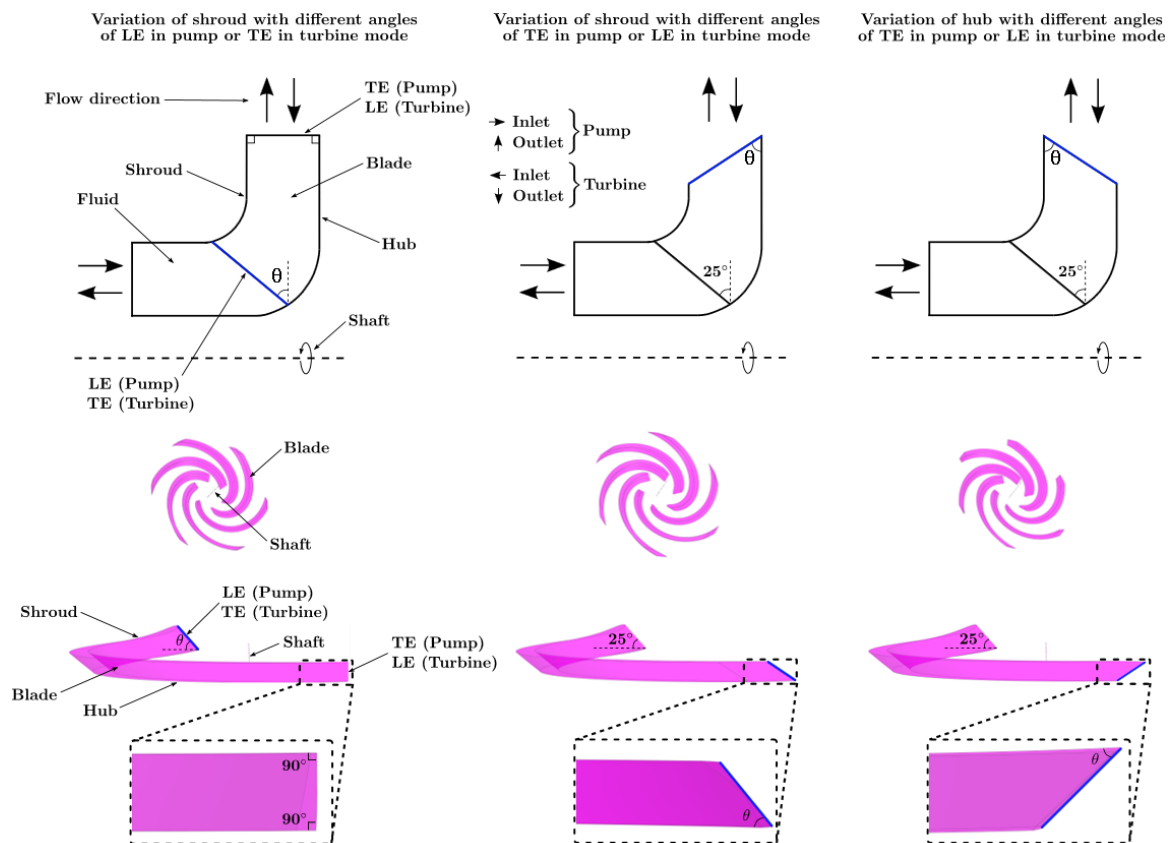 Variation of shroud with different angles
of LE in pump or TE in turbine mode
Variation of shroud with different angles
of TE in pump or LE in turbine mode
Variation of hub with different angles
of TE in pump or LE in turbine mode
Flow direction
TE (Pump)
LE (Turbine)
Shroud
Blade
Fluid
Hub
θ
Shaft
LE (Pump)
TE (Turbine)
Inlet
Outlet
Pump
Inlet
Outlet
Turbine
θ
25°
θ
25°
Blade
Shaft
Shroud
LE (Pump)
TE (Turbine)
θ
Shaft
TE (Pump)
LE (Turbine)
Blade
Hub
90°
90°
25°
θ
25°
θ